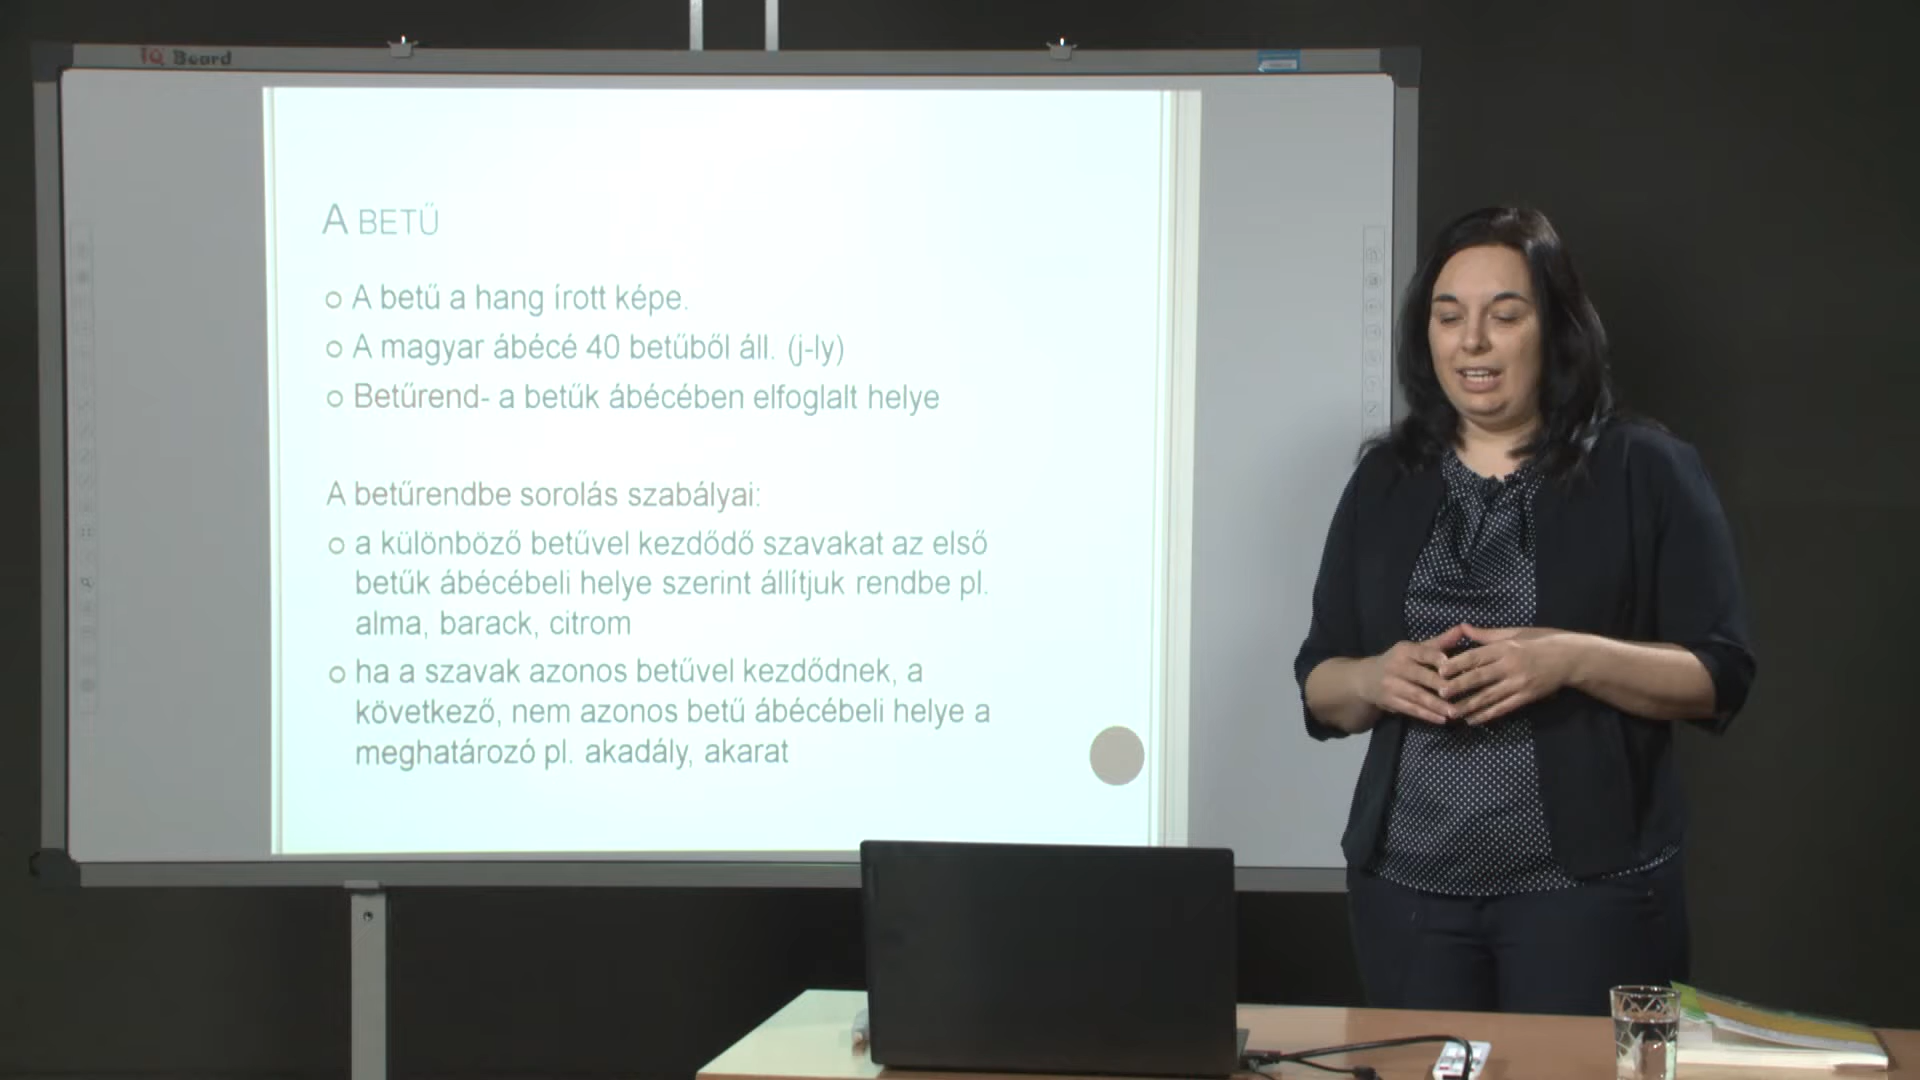 IQ Board
A BETŰ
A betű a hang írott képe.
A magyar ábécé 40 betűből áll. (j-ly)
Betűrend- a betűk ábécében elfoglalt helye
A betűrendbe sorolás szabályai:
a különböző betűvel kezdődő szavakat az első
betűk ábécébeli helye szerint állítjuk rendbe pl.
alma, barack, citrom
ha a szavak azonos betűvel kezdődnek, a
következő, nem azonos betű ábécébeli helye a
meghatározó pl. akadály, akarat